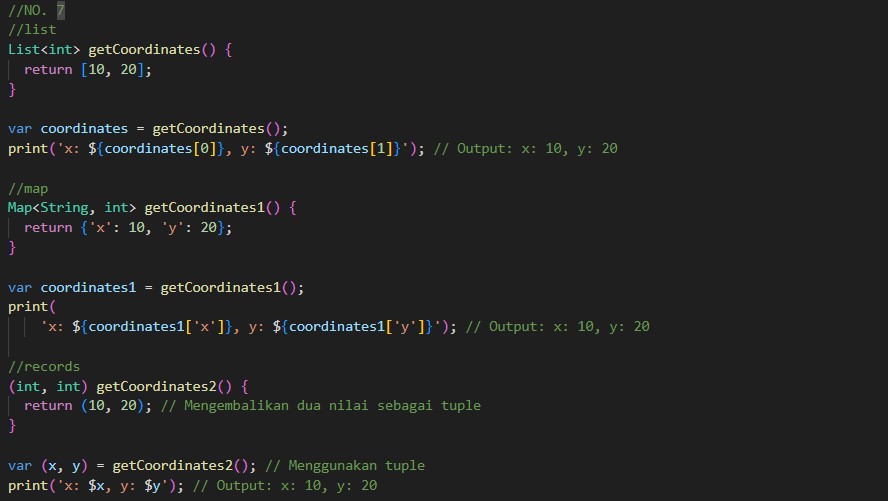 //NO. 7
//list
List<int> getCoordinates() {
  return [10, 20];
}
var coordinates = getCoordinates();
print('x: ${coordinates[0]}, y: ${coordinates[1]}'); // Output: x: 10, y: 20
//map
Map<String, int> getCoordinates1() {
  return {'x': 10, 'y': 20};
}
var coordinates1 = getCoordinates1();
print(
    'x: ${coordinates1['x']}, y: ${coordinates1['y']}'); // Output: x: 10, y: 20
//records
(int, int) getCoordinates2() {
  return (10, 20); // Mengembalikan dua nilai sebagai tuple
}
var (x, y) = getCoordinates2(); // Menggunakan tuple
print('x: $x, y: $y'); // Output: x: 10, y: 20